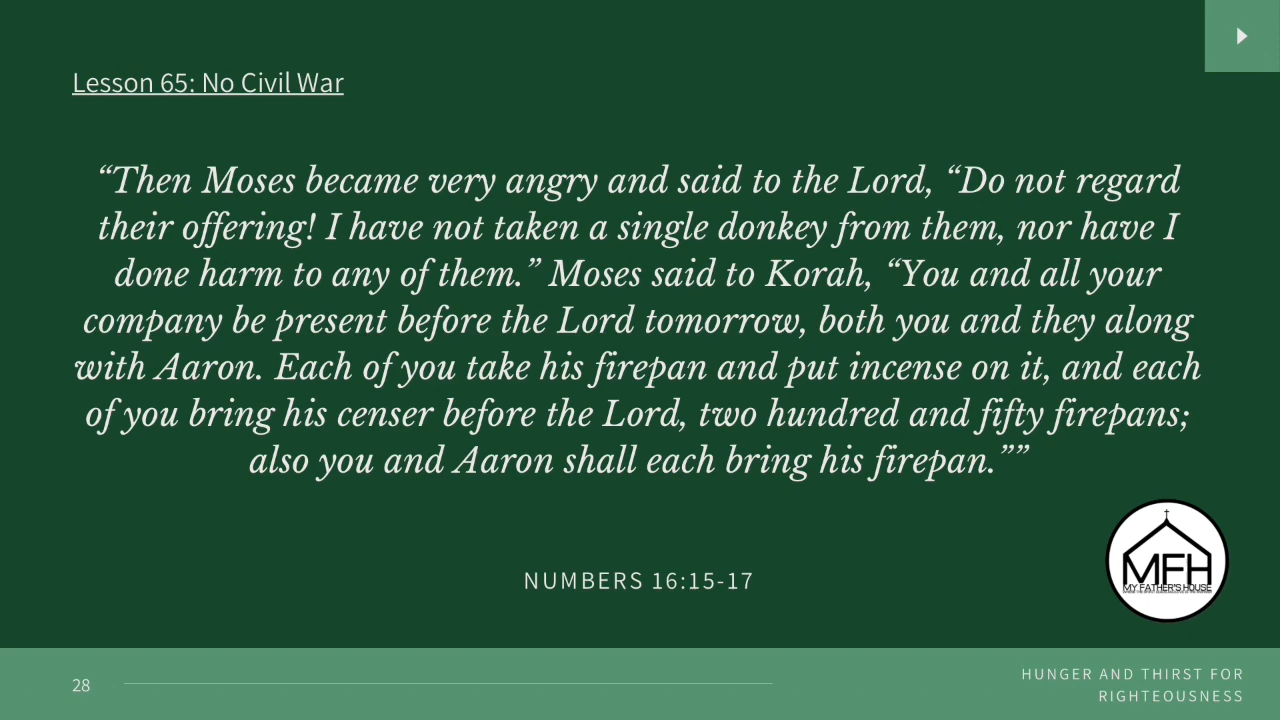 Lesson 65: No Civil War
“Then Moses became very angry and said to the Lord, “Do not regard
their offering! I have not taken a single donkey from them, nor have I
done harm to any of them.” Moses said to Korah, “You and all your
company be present before the Lord tomorrow, both you and they along
with Aaron. Each of you take his firepan and put incense on it, and each
of you bring his censer before the Lord, two hundred and fifty firepans;
also you and Aaron shall each bring his firepan.””
NUMBERS 16:15-17
MFH
MY FATHER'S HOUSE
28
HUNGER AND THIRST FOR
RIGHTEOUSNESS